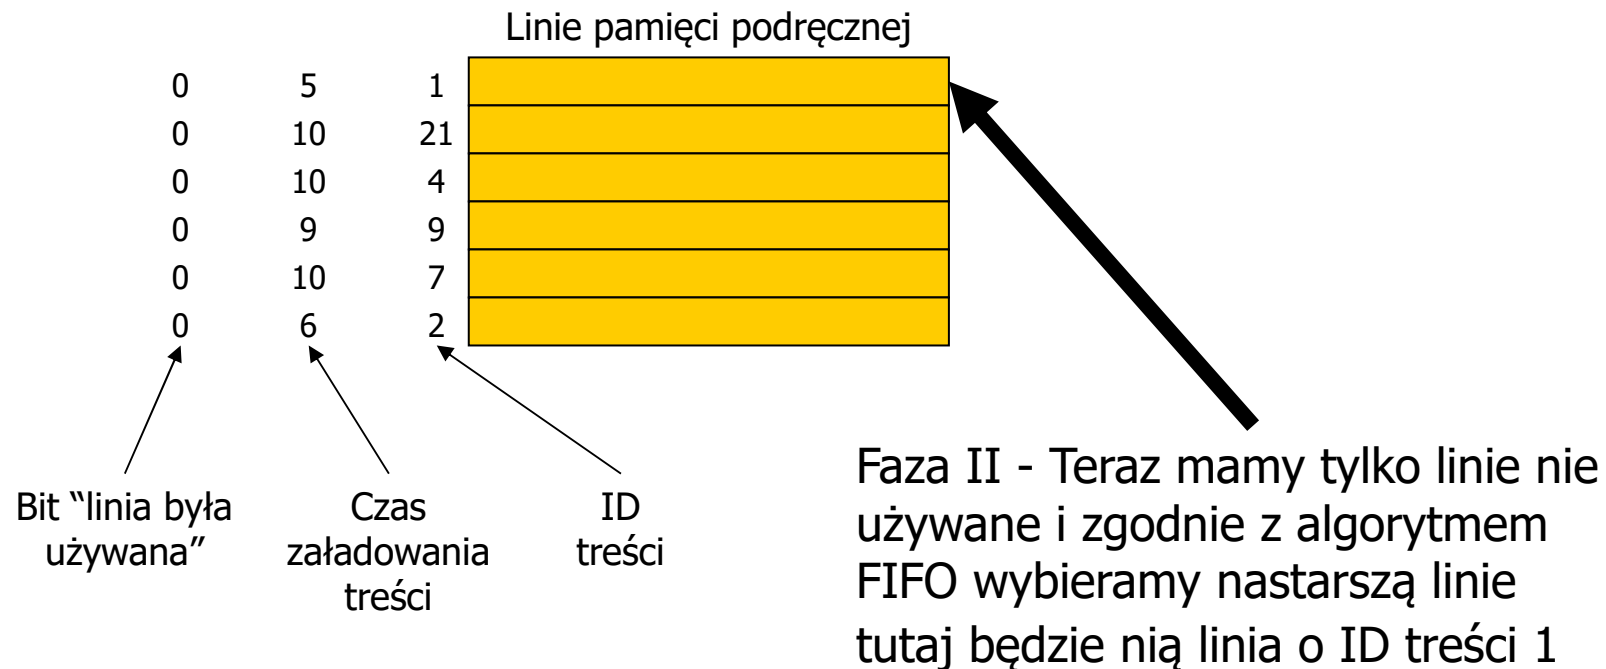 Linie pamięci podręcznej
0 5 1
0 10 21
0 10 4
0 9 9
0 10 7
0 6 2
Bit “linia była
używana”
Czas
załadowania
treści
ID
treści
Faza II - Teraz mamy tylko linie nie
używane i zgodnie z algorytmem
FIFO wybieramy nastarszą linie
tutaj będzie nią linia o ID treści 1